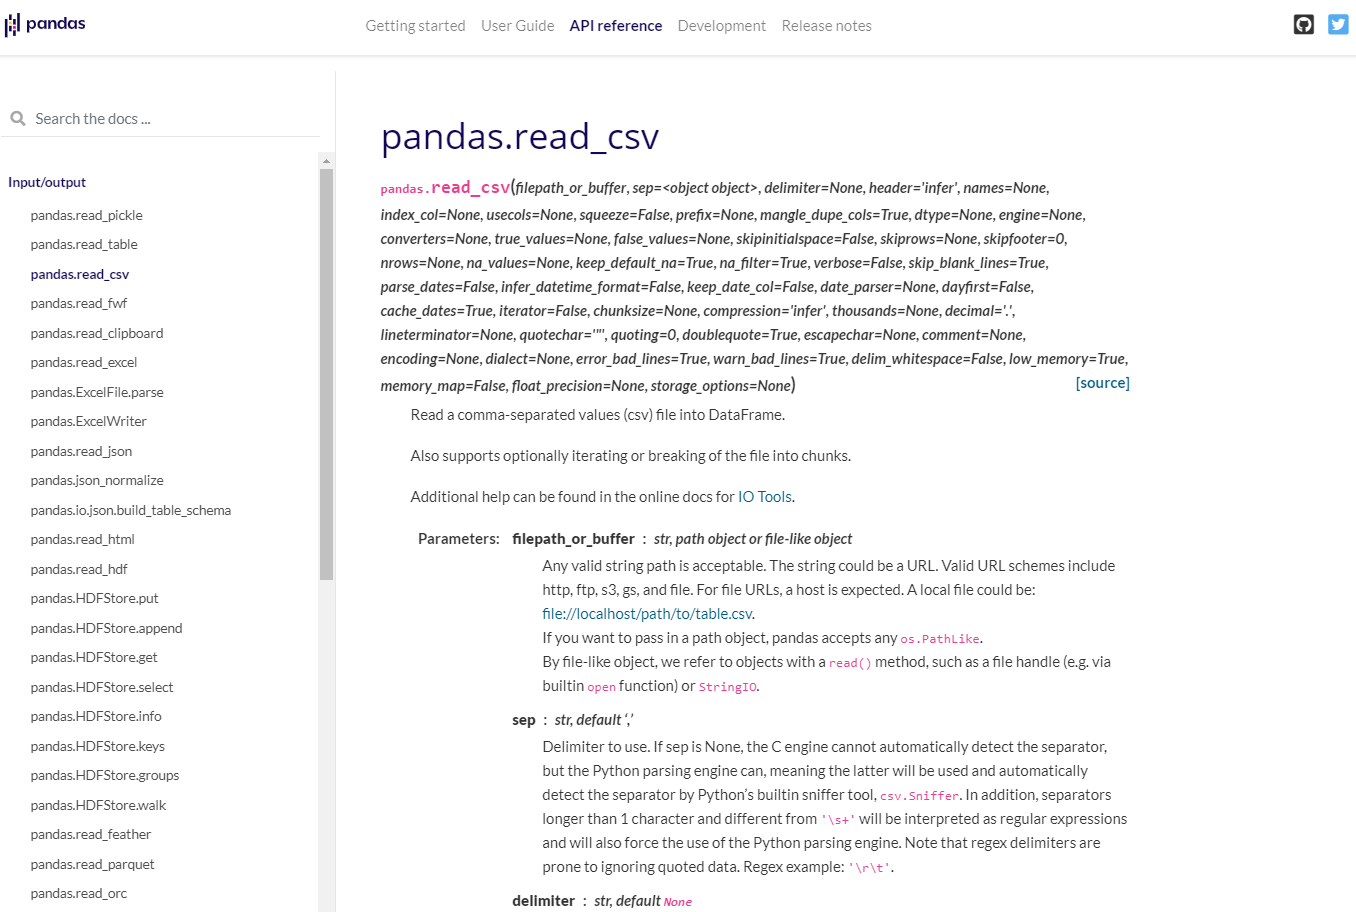 pandas
Getting started User Guide API reference Development Release notes
Search the docs ...
Input/output
pandas.read_pickle
pandas.read_table
pandas.read_csv
pandas.read_fwf
pandas.read_clipboard
pandas.read_excel
pandas.ExcelFile.parse
pandas.ExcelWriter
pandas.read_json
pandas.json_normalize
pandas.io.json.build_table_schema
pandas.read_html
pandas.read_hdf
pandas.HDFStore.put
pandas.HDFStore.append
pandas.HDFStore.get
pandas.HDFStore.select
pandas.HDFStore.info
pandas.HDFStore.keys
pandas.HDFStore.groups
pandas.HDFStore.walk
pandas.read_feather
pandas.read_parquet
pandas.read_orc
pandas.read_csv
pandas.read_csv(filepath_or_buffer, sep=<object object>, delimiter=None, header='infer', names=None,
index_col=None, usecols=None, squeeze=False, prefix=None, mangle_dupe_cols=True, dtype=None, engine=None,
converters=None, true_values=None, false_values=None, skipinitialspace=False, skiprows=None, skipfooter=0,
nrows=None, na_values=None, keep_default_na=True, na_filter=True, verbose=False, skip_blank_lines=True,
parse_dates=False, infer_datetime_format=False, keep_date_col=False, date_parser=None, dayfirst=False,
cache_dates=True, iterator=False, chunksize=None, compression='infer', thousands=None, decimal='.',
lineterminator=None, quotechar='"', quoting=0, doublequote=True, escapechar=None, comment=None,
encoding=None, dialect=None, error_bad_lines=True, warn_bad_lines=True, delim_whitespace=False, low_memory=True,
memory_map=False, float_precision=None, storage_options=None) [source]
Read a comma-separated values (csv) file into DataFrame.
Also supports optionally iterating or breaking of the file into chunks.
Additional help can be found in the online docs for IO Tools.
Parameters: filepath_or_buffer : str, path object or file-like object
Any valid string path is acceptable. The string could be a URL. Valid URL schemes include
http, ftp, s3, gs, and file. For file URLs, a host is expected. A local file could be:
file://localhost/path/to/table.csv.
If you want to pass in a path object, pandas accepts any os.PathLike.
By file-like object, we refer to objects with a read() method, such as a file handle (e.g. via
builtin open function) or StringIO.
sep : str, default ‘,’
Delimiter to use. If sep is None, the C engine cannot automatically detect the separator,
but the Python parsing engine can, meaning the latter will be used and automatically
detect the separator by Python’s builtin sniffer tool, csv.Sniffer. In addition, separators
longer than 1 character and different from '\s+' will be interpreted as regular expressions
and will also force the use of the Python parsing engine. Note that regex delimiters are
prone to ignoring quoted data. Regex example: '\r\t'.
delimiter : str, default None